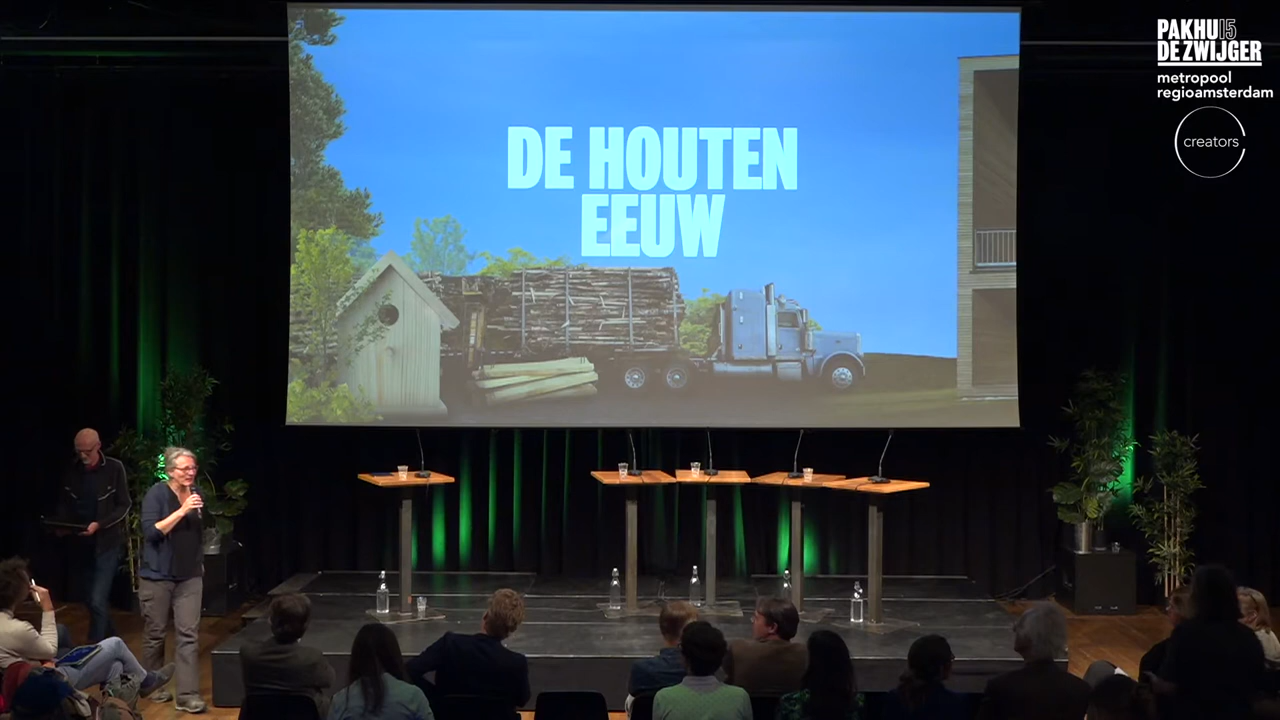 PAKHU15
DE ZWIJGER
metropool
regioamsterdam
creators
DE HOUTEN
EEUW